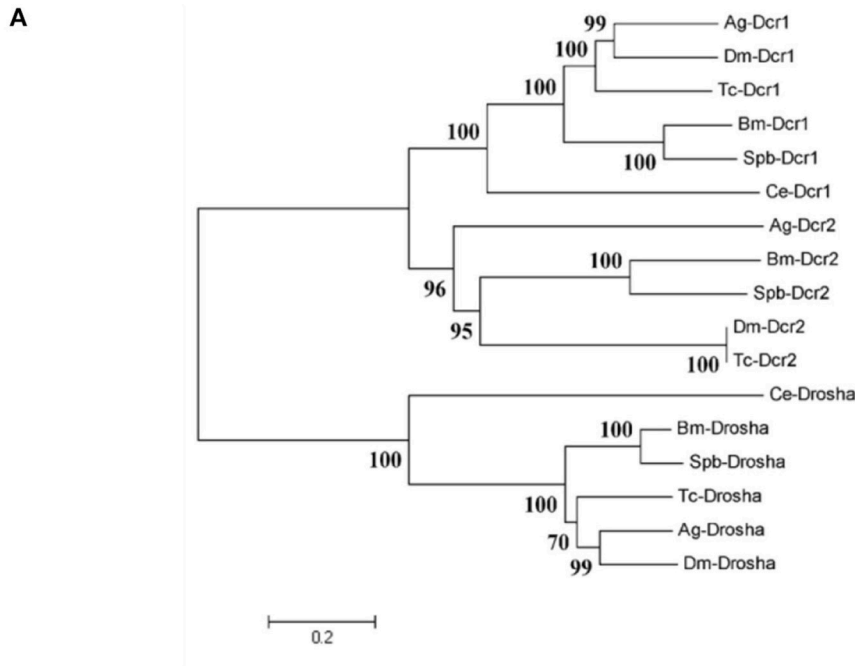 A
99
Ag-Dcr1
100
Dm-Dcr1
100
Tc-Dcr1
100
Bm-Dcr1
100
Spb-Dcr1
Ce-Dcr1
Ag-Dcr2
100
Bm-Dcr2
96
Spb-Dcr2
95
Dm-Dcr2
100
Tc-Dcr2
Ce-Drosha
100
100
Bm-Drosha
Spb-Drosha
100
Tc-Drosha
70
Ag-Drosha
99
Dm-Drosha
0.2